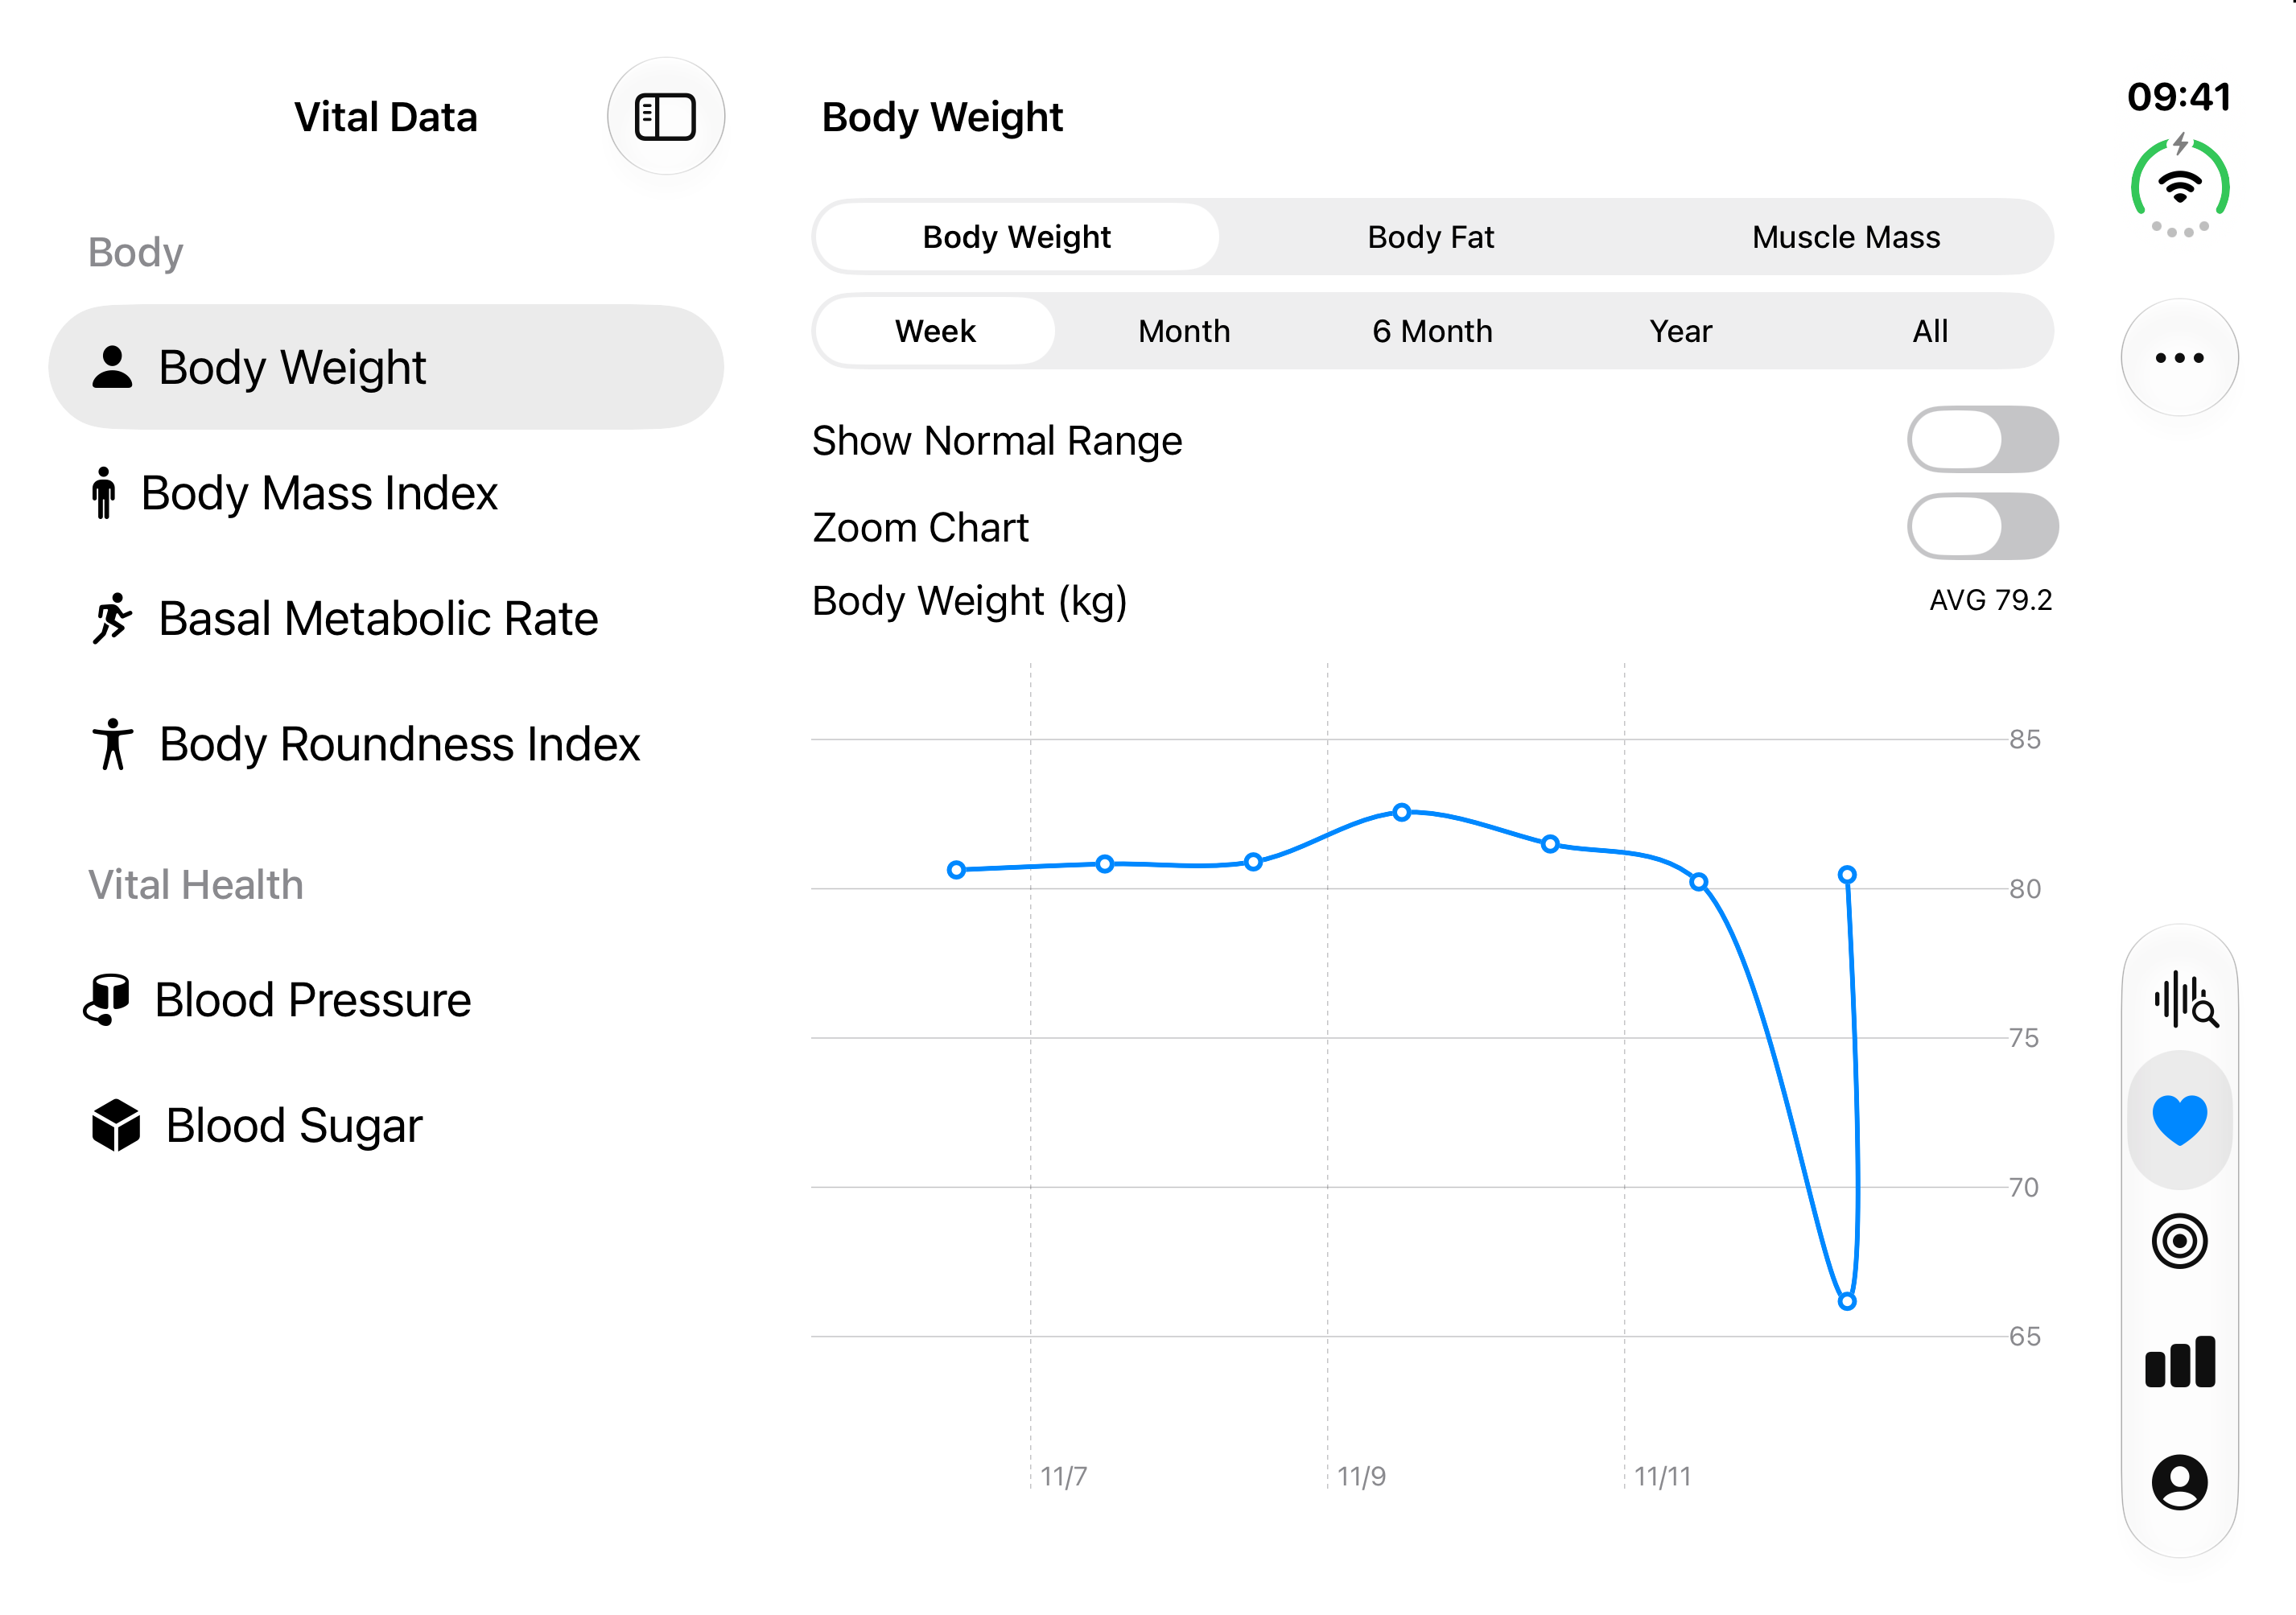 Vital Data
Body
Body Weight
Body Mass Index
Basal Metabolic Rate
Body Roundness Index
Vital Health
Blood Pressure
Blood Sugar
Body Weight
Body Weight Body Fat Muscle Mass
Week Month 6 Month Year All
Show Normal Range
Zoom Chart
Body Weight (kg) AVG 79.2
85
80
75
70
65
11/7 11/9 11/11
09:41